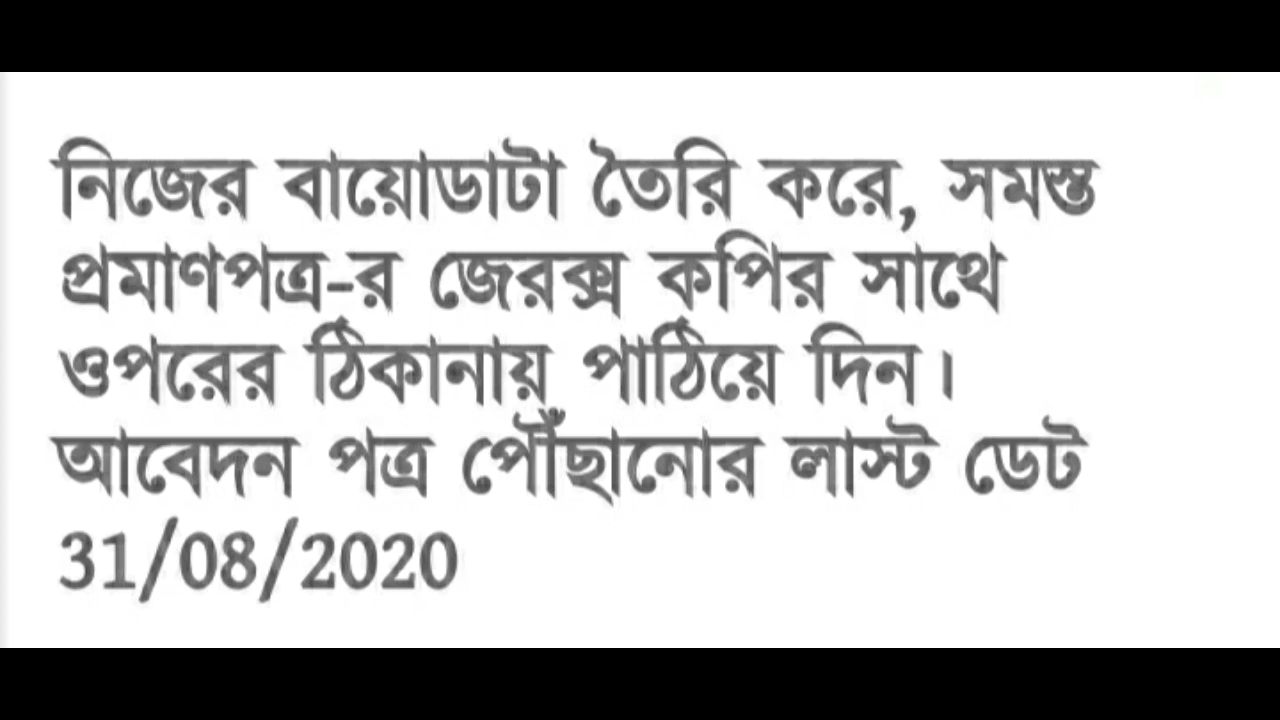 নিজের বায়োডাটা তৈরি করে, সমস্ত
প্রমাণপত্র-র জেরক্স কপির সাথে
ওপরের ঠিকানায় পাঠিয়ে দিন।
আবেদন পত্র পৌঁছানোর লাস্ট ডেট
31/08/2020